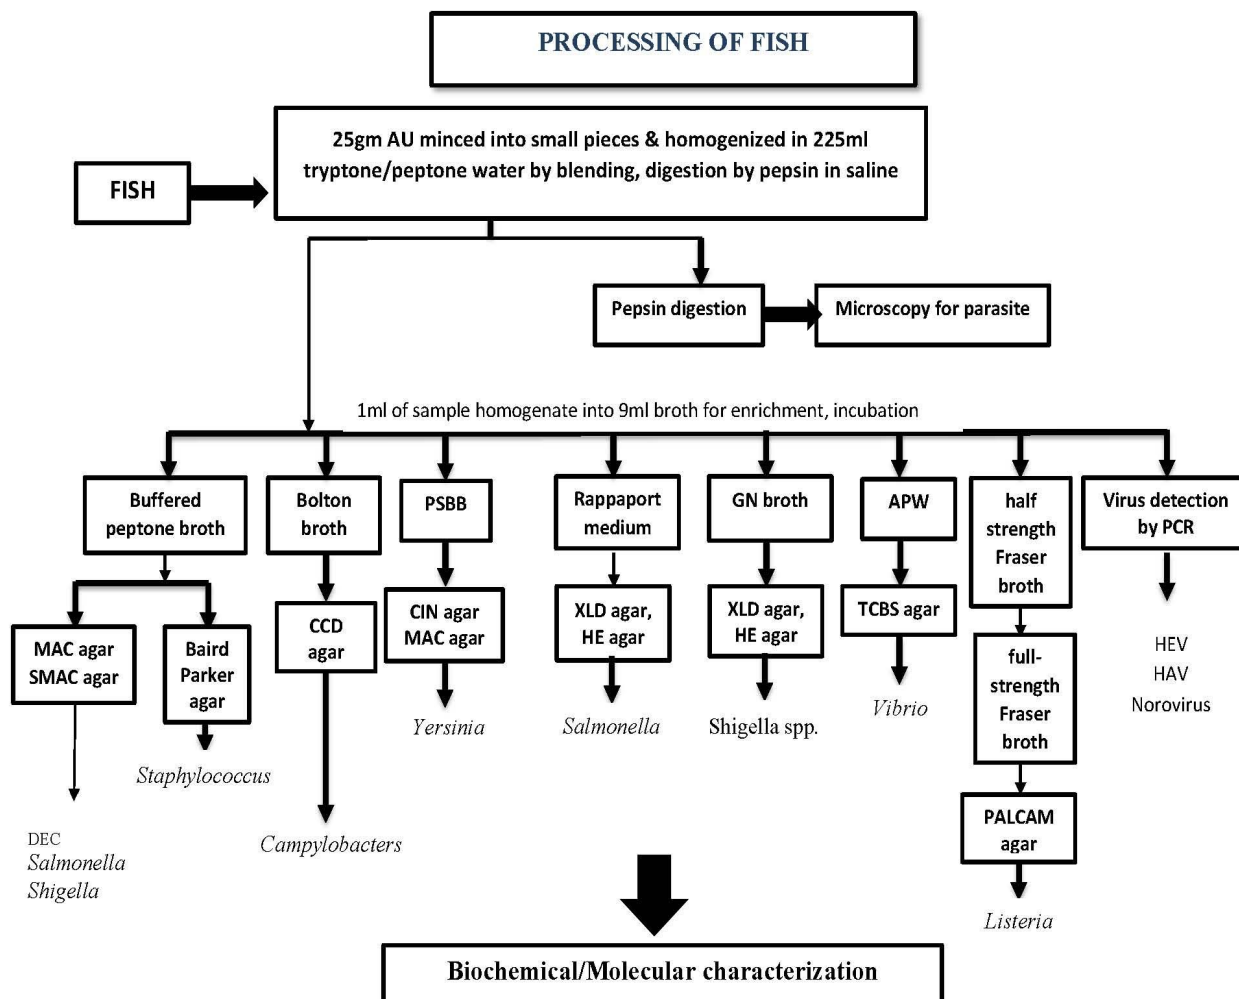 PROCESSING OF FISH
25gm AU minced into small pieces & homogenized in 225ml
tryptone/peptone water by blending, digestion by pepsin in saline
FISH
Pepsin digestion
Microscopy for parasite
1ml of sample homogenate into 9ml broth for enrichment, incubation
Buffered
peptone broth
Bolton
broth
PSBB
Rappaport
medium
GN broth
APW
half
strength
Fraser
broth
Virus detection
by PCR
MAC agar
SMAC agar
Baird
Parker
agar
CCD
agar
CIN agar
MAC agar
XLD agar,
HE agar
XLD agar,
HE agar
TCBS agar
full-
strength
Fraser
broth
HEV
HAV
Norovirus
Staphylococcus
Yersinia
Salmonella
Shigella spp.
Vibrio
PALCAM
agar
DEC
Salmonella
Shigella
Campylobacters
Listeria
Biochemical/Molecular characterization